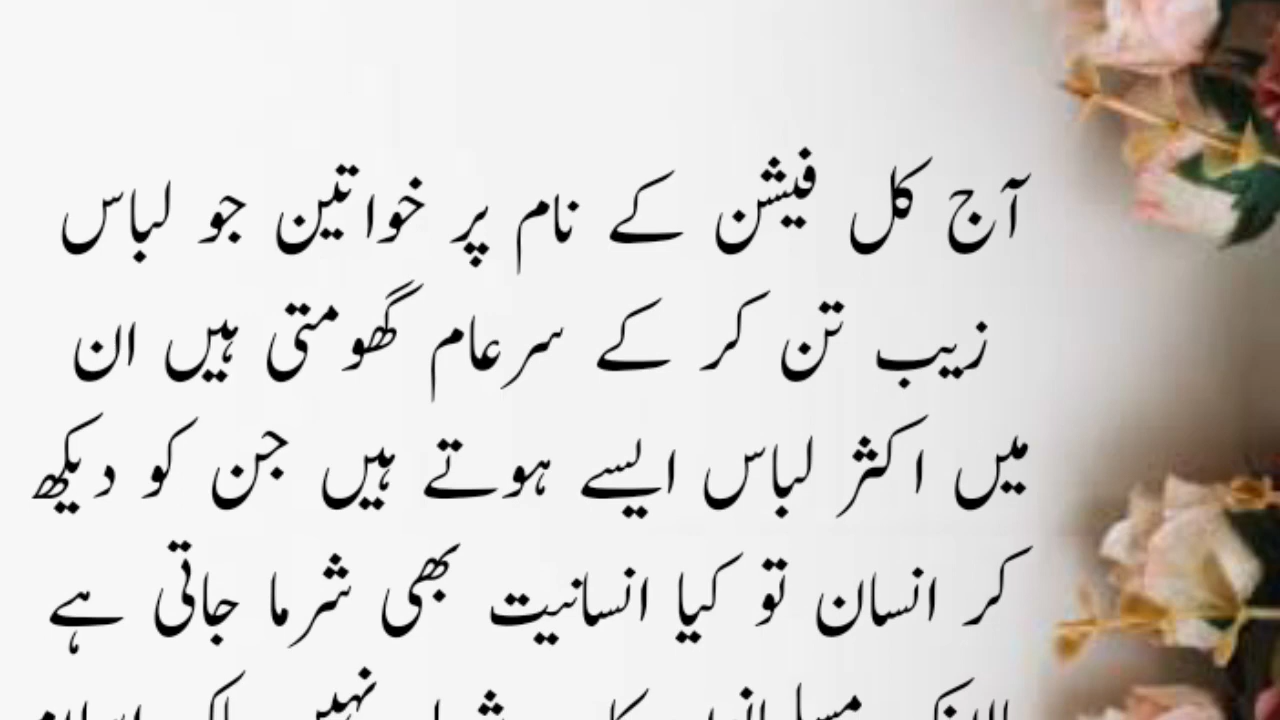 آج کل فیشن کے نام پر خواتین جو لباس
زیب تن کر کے سرعام گھومتی ہیں ان
میں اکثر لباس ایسے ہوتے ہیں جن کو دیکھ
کر انسان تو کیا انسانیت بھی شرما جاتی ہے